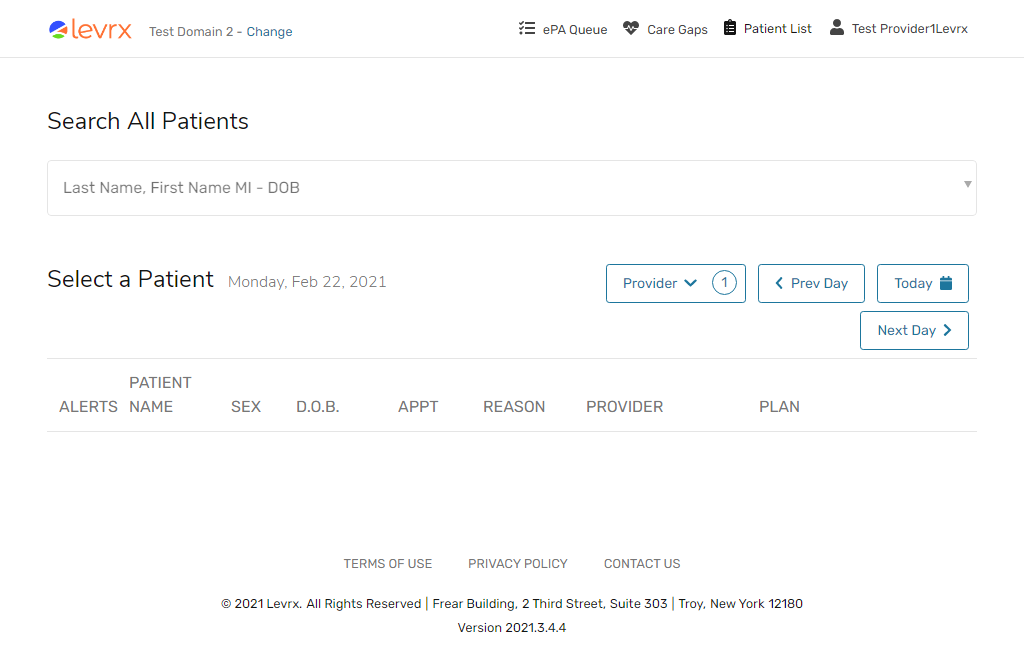 levrx Test Domain 2 - Change ePA Queue Care Gaps Patient List Test Provider1Levrx
Search All Patients
Last Name, First Name MI - DOB
Select a Patient Monday, Feb 22, 2021 Provider 1 Prev Day Today
Next Day
PATIENT
ALERTS NAME SEX D.O.B. APPT REASON PROVIDER PLAN
TERMS OF USE PRIVACY POLICY CONTACT US
© 2021 Levrx. All Rights Reserved | Frear Building, 2 Third Street, Suite 303 | Troy, New York 12180
Version 2021.3.4.4